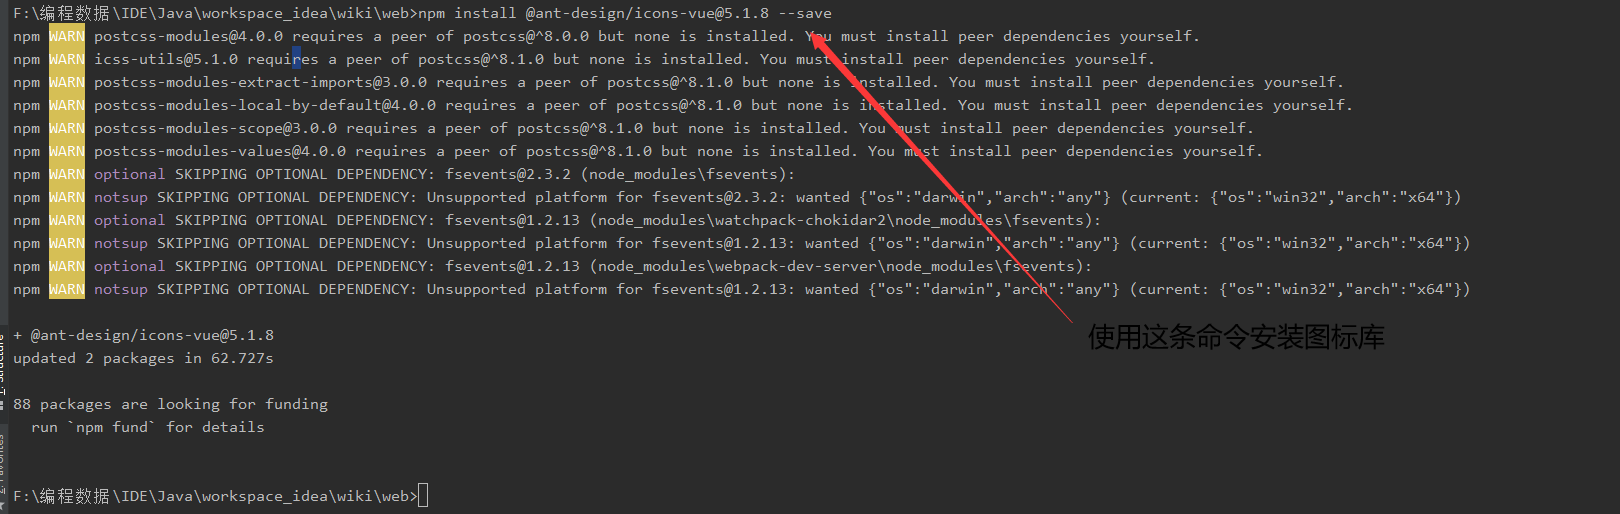 F:\编程数据\IDE\Java\workspace_idea\wiki\web>npm install @ant-design/icons-vue@5.1.8 --save
npm WARN postcss-modules@4.0.0 requires a peer of postcss@^8.0.0 but none is installed. You must install peer dependencies yourself.
npm WARN icss-utils@5.1.0 requires a peer of postcss@^8.1.0 but none is installed. You must install peer dependencies yourself.
npm WARN postcss-modules-extract-imports@3.0.0 requires a peer of postcss@^8.1.0 but none is installed. You must install peer dependencies yourself.
npm WARN postcss-modules-local-by-default@4.0.0 requires a peer of postcss@^8.1.0 but none is installed. You must install peer dependencies yourself.
npm WARN postcss-modules-scope@3.0.0 requires a peer of postcss@^8.1.0 but none is installed. You must install peer dependencies yourself.
npm WARN postcss-modules-values@4.0.0 requires a peer of postcss@^8.1.0 but none is installed. You must install peer dependencies yourself.
npm WARN optional SKIPPING OPTIONAL DEPENDENCY: fsevents@2.3.2 (node_modules\fsevents):
npm WARN notsup SKIPPING OPTIONAL DEPENDENCY: Unsupported platform for fsevents@2.3.2: wanted {"os":"darwin","arch":"any"} (current: {"os":"win32","arch":"x64"})
npm WARN optional SKIPPING OPTIONAL DEPENDENCY: fsevents@1.2.13 (node_modules\watchpack-chokidar2\node_modules\fsevents):
npm WARN notsup SKIPPING OPTIONAL DEPENDENCY: Unsupported platform for fsevents@1.2.13: wanted {"os":"darwin","arch":"any"} (current: {"os":"win32","arch":"x64"})
npm WARN optional SKIPPING OPTIONAL DEPENDENCY: fsevents@1.2.13 (node_modules\webpack-dev-server\node_modules\fsevents):
npm WARN notsup SKIPPING OPTIONAL DEPENDENCY: Unsupported platform for fsevents@1.2.13: wanted {"os":"darwin","arch":"any"} (current: {"os":"win32","arch":"x64"})
使用这条命令安装图标库
+ @ant-design/icons-vue@5.1.8
updated 2 packages in 62.727s
88 packages are looking for funding
run `npm fund` for details
F:\编程数据\IDE\Java\workspace_idea\wiki\web>